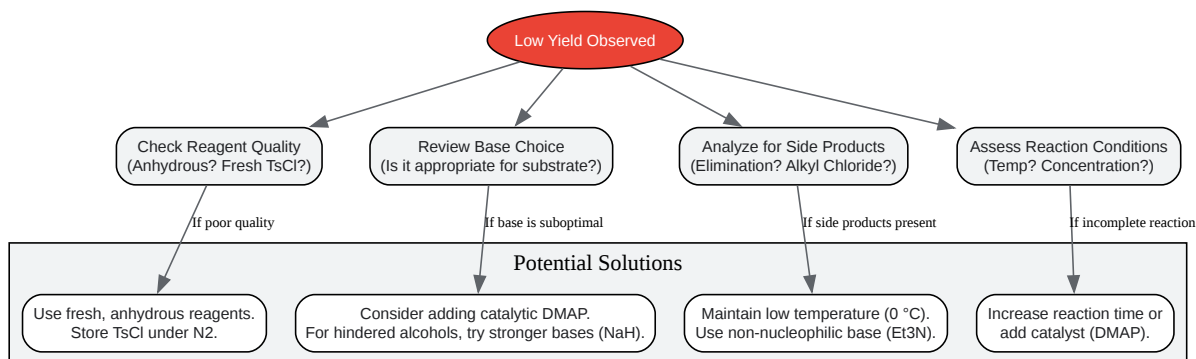 Low Yield Observed
Check Reagent Quality
(Anhydrous? Fresh TsCl?)
Review Base Choice
(Is it appropriate for substrate?)
Analyze for Side Products
(Elimination? Alkyl Chloride?)
Assess Reaction Conditions
(Temp? Concentration?)
If poor quality
If base is suboptimal
If side products present
If incomplete reaction
Potential Solutions
Use fresh, anhydrous reagents.
Store TsCl under N2.
Consider adding catalytic DMAP.
For hindered alcohols, try stronger bases (NaH).
Maintain low temperature (0 °C).
Use non-nucleophilic base (Et3N).
Increase reaction time or
add catalyst (DMAP).